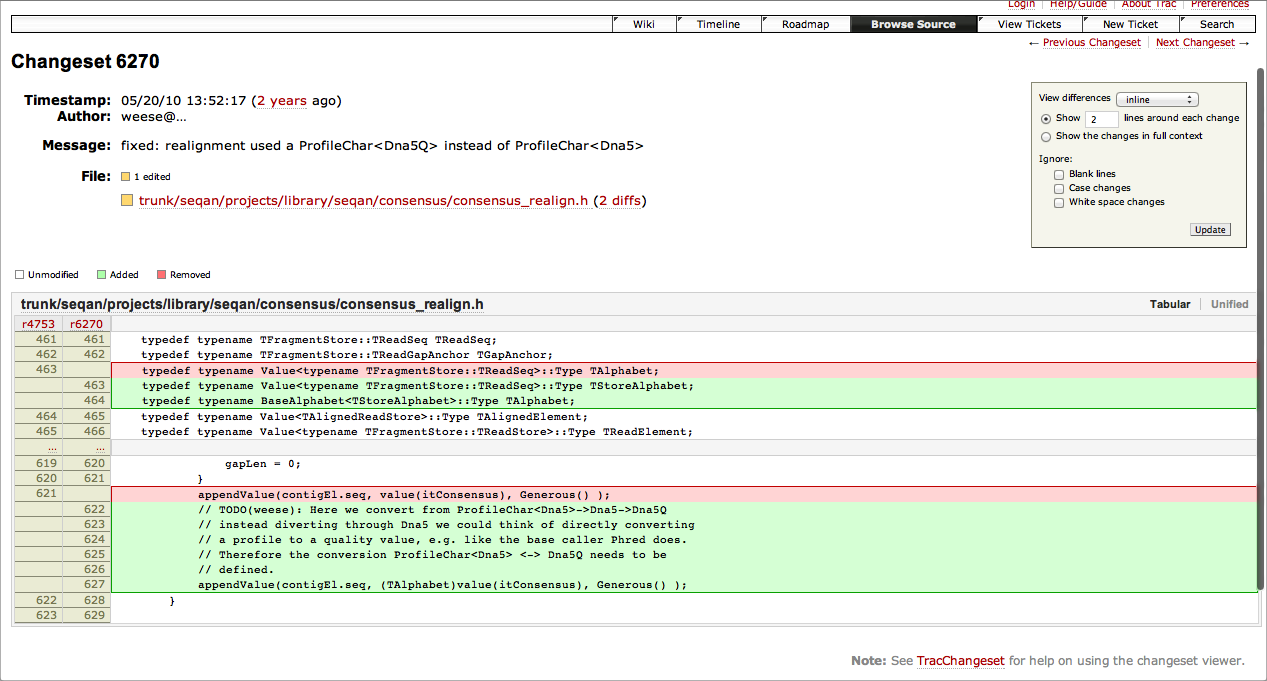 Login Help/Guide About Trac Preferences
Wiki Timeline Roadmap Browse Source View Tickets New Ticket Search
← Previous Changeset Next Changeset →
Changeset 6270
Timestamp: 05/20/10 13:52:17 (2 years ago)
Author: weese@...
Message: fixed: realignment used a ProfileChar<Dna5Q> instead of ProfileChar<Dna5>
File: 1 edited
trunk/seqan/projects/library/seqan/consensus/consensus_realign.h (2 diffs)
View differences inline
Show 2 lines around each change
Show the changes in full context
Ignore:
Blank lines
Case changes
White space changes
Update
Unmodified Added Removed
trunk/seqan/projects/library/seqan/consensus/consensus_realign.h Tabular Unified
r4753 r6270
461 461 typedef typename TFragmentStore::TReadSeq TReadSeq;
462 462 typedef typename TFragmentStore::TReadGapAnchor TGapAnchor;
463 typedef typename Value<typename TFragmentStore::TReadSeq>::Type TAlphabet;
463 typedef typename Value<typename TFragmentStore::TReadSeq>::Type TStoreAlphabet;
464 typedef typename BaseAlphabet<TStoreAlphabet>::Type TAlphabet;
464 465 typedef typename Value<TAlignedReadStore>::Type TAlignedElement;
465 466 typedef typename Value<typename TFragmentStore::TReadStore>::Type TReadElement;
... ...
619 620 gapLen = 0;
620 621 }
621 appendValue(contigEl.seq, value(itConsensus), Generous() );
622 // TODO(weese): Here we convert from ProfileChar<Dna5>->Dna5->Dna5Q
623 // instead diverting through Dna5 we could think of directly converting
624 // a profile to a quality value, e.g. like the base caller Phred does.
625 // Therefore the conversion ProfileChar<Dna5> <-> Dna5Q needs to be
626 // defined.
627 appendValue(contigEl.seq, (TAlphabet)value(itConsensus), Generous() );
622 628 }
623 629
Note: See TracChangeset for help on using the changeset viewer.